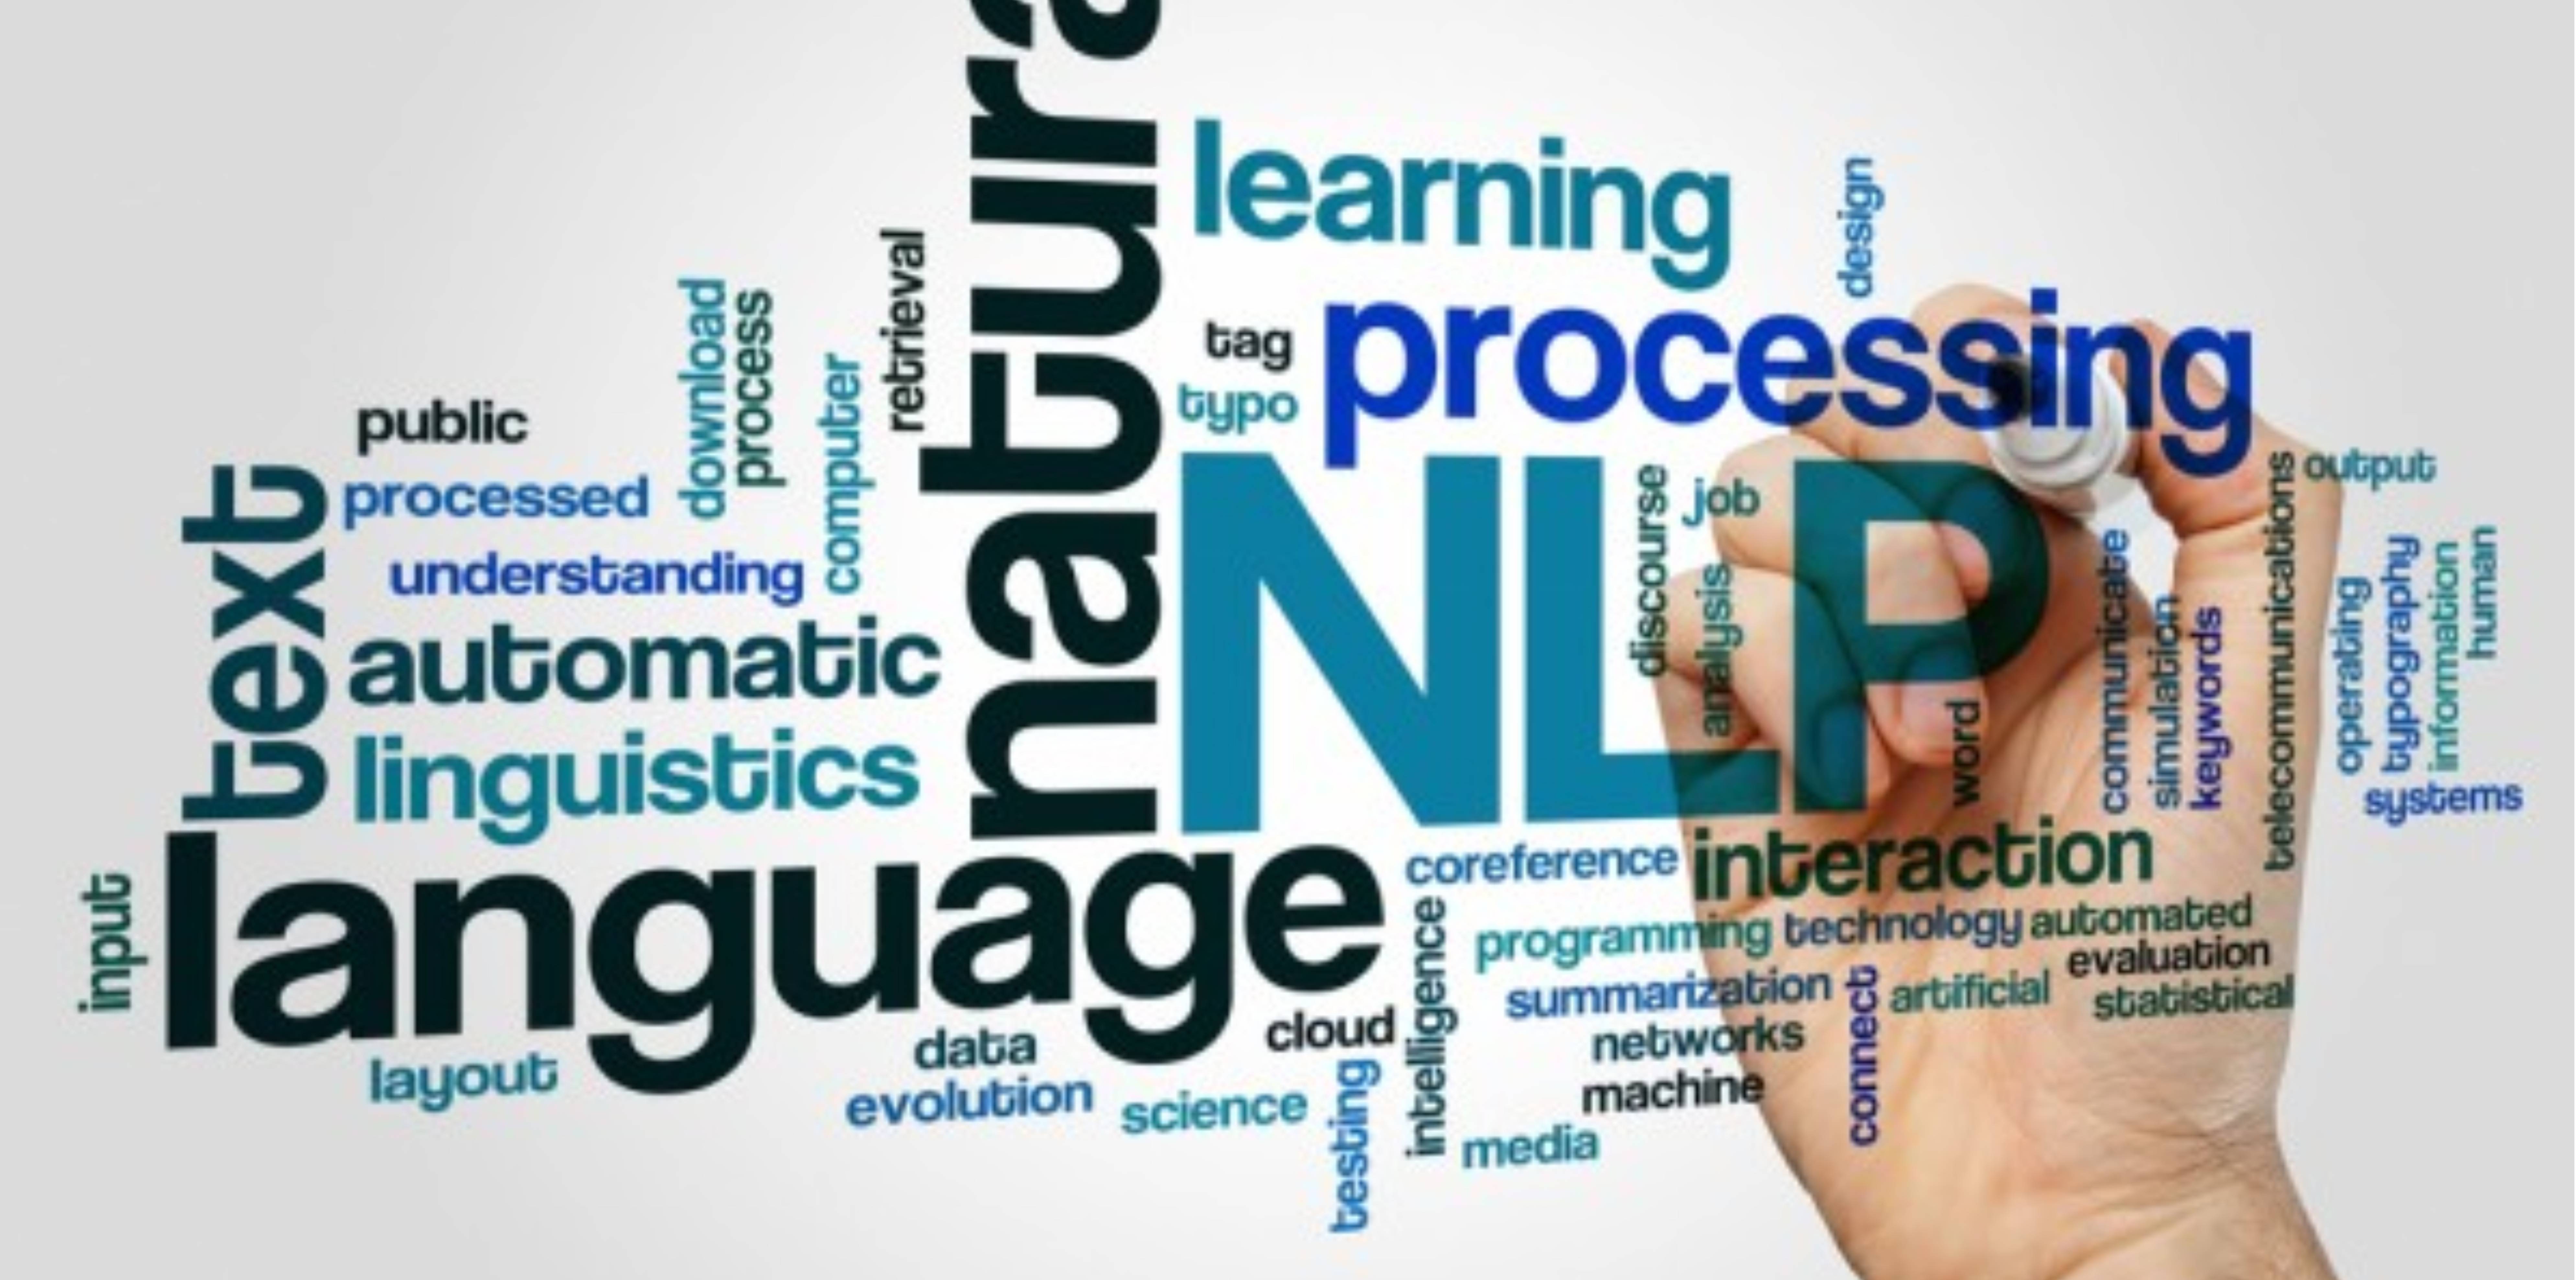 natura
learning
design
retrieval
tag
processing
download
process
computer
typo
public
text
processed
understanding
automatic
linguistics
NLP
discourse
job
analysis
word
communicate
simulation
keywords
telecommunications
output
operating
typography
information
human
systems
input
language
coreference
interaction
programming technology automated
evaluation
summarization
artificial
statistical
connect
intelligence
networks
machine
media
cloud
data
layout
evolution
science
testing